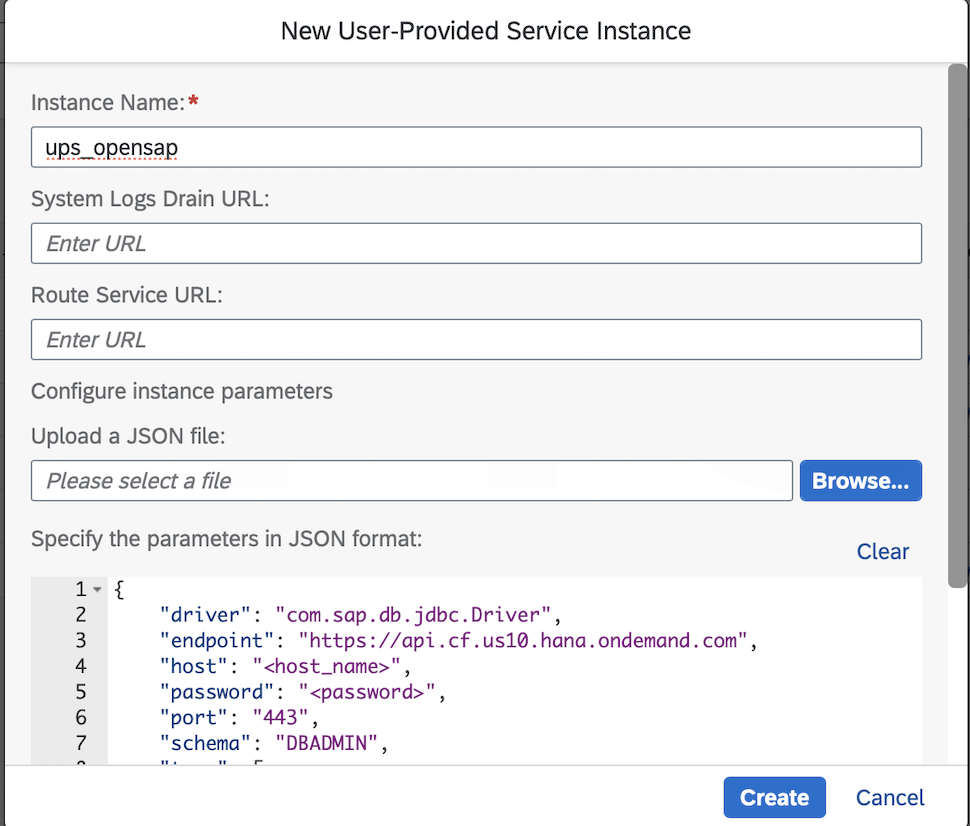 New User-Provided Service Instance
Instance Name:*
ups_opensap
System Logs Drain URL:
Enter URL
Route Service URL:
Enter URL
Configure instance parameters
Upload a JSON file:
Please select a file
Browse...
Specify the parameters in JSON format:
Clear
1 {
2 "driver": "com.sap.db.jdbc.Driver",
3 "endpoint": "https://api.cf.us10.hana.ondemand.com",
4 "host": "<host_name>",
5 "password": "<password>",
6 "port": "443",
7 "schema": "DBADMIN",
Create
Cancel